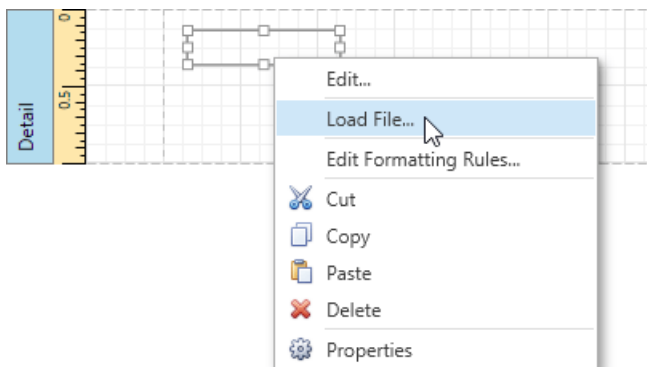 0
0.5
Detail
Edit...
Load File...
Edit Formatting Rules...
Cut
Copy
Paste
Delete
Properties